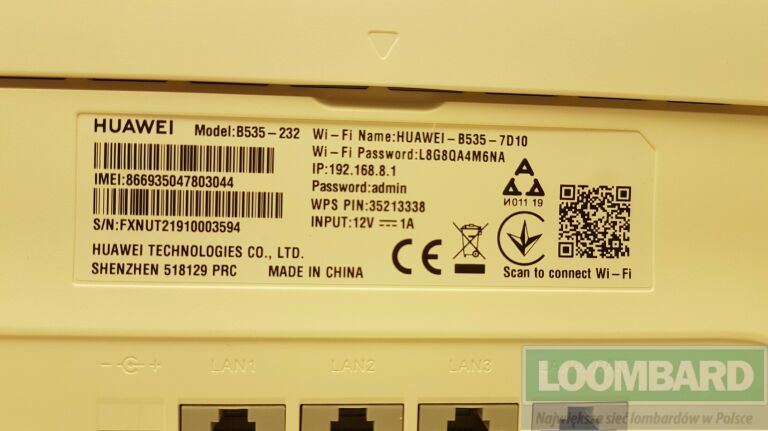 HUAWEI Model:B535-232
IMEI:866935047803044
S/N:FXNUT21910003594
HUAWEI TECHNOLOGIES CO., LTD.
SHENZHEN 518129 PRC MADE IN CHINA
Wi-Fi Name:HUAWEI-B535-7D10
Wi-Fi Password:L8G8QA4M6NA
IP:192.168.8.1
Password:admin
WPS PIN:35213338
INPUT:12V ⎓ 1A
CE
И011 19
Scan to connect Wi-Fi
LAN1 LAN2 LAN3
LOOMBARD
Największa sieć lombardów w Polsce